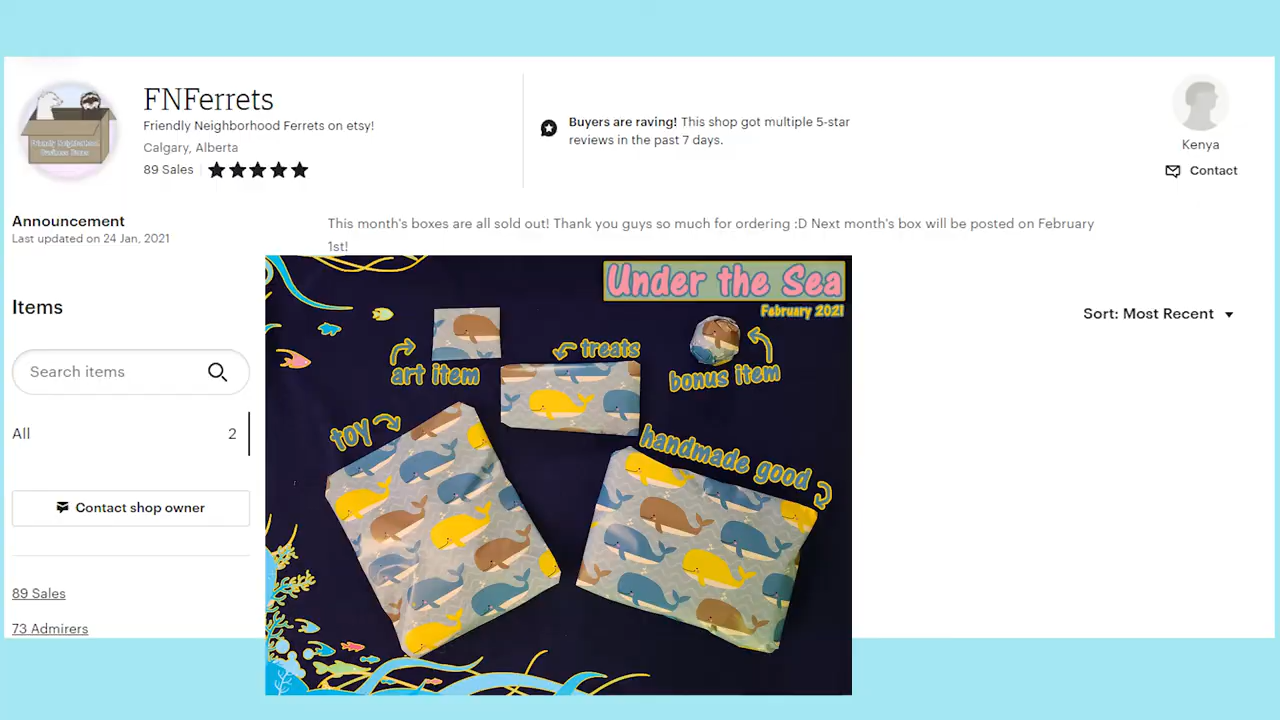 FNFerrets
Friendly Neighborhood Ferrets on etsy!
Calgary, Alberta
89 Sales
Buyers are raving! This shop got multiple 5-star
reviews in the past 7 days.
Kenya
Contact
Friendly Neighborhood
Business Boxes
Announcement
Last updated on 24 Jan, 2021
This month's boxes are all sold out! Thank you guys so much for ordering :D Next month's box will be posted on February
1st!
Items
Sort: Most Recent
Search items
All 2
Contact shop owner
89 Sales
73 Admirers
Under the Sea
February 2021
art item
treats
bonus item
toy
handmade good